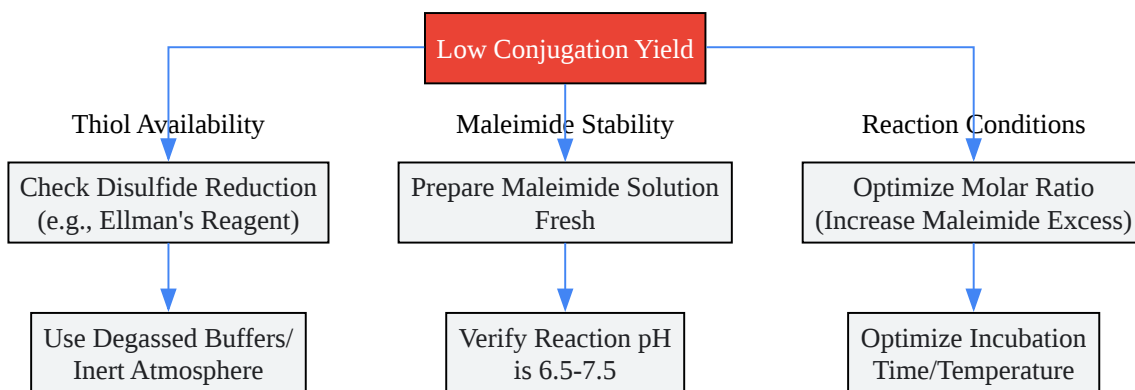 Low Conjugation Yield
Thiol Availability
Maleimide Stability
Reaction Conditions
Check Disulfide Reduction
(e.g., Ellman's Reagent)
Prepare Maleimide Solution
Fresh
Optimize Molar Ratio
(Increase Maleimide Excess)
Use Degassed Buffers/
Inert Atmosphere
Verify Reaction pH
is 6.5-7.5
Optimize Incubation
Time/Temperature